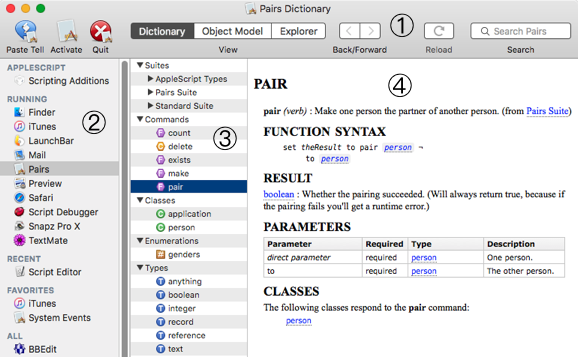 Pairs Dictionary
Paste Tell Activate Quit
Dictionary Object Model Explorer
View
Back/Forward
①
Reload
Search Pairs
Search
APPLESCRIPT
Scripting Additions
RUNNING
Finder
iTunes
②
LaunchBar
Mail
Pairs
Preview
Safari
Script Debugger
Snapz Pro X
TextMate
RECENT
Script Editor
FAVORITES
iTunes
System Events
ALL
BBEdit
Suites
AppleScript Types
Pairs Suite
Standard Suite
Commands
count
③
delete
exists
make
pair
Classes
application
person
Enumerations
genders
Types
anything
boolean
integer
record
reference
text
④
PAIR
pair (verb) : Make one person the partner of another person. (from Pairs Suite)
FUNCTION SYNTAX
set theResult to pair person ¬
to person
RESULT
boolean : Whether the pairing succeeded. (Will always return true, because if
the pairing fails you'll get a runtime error.)
PARAMETERS
Parameter Required Type Description
direct parameter required person One person.
to required person The other person.
CLASSES
The following classes respond to the pair command:
person